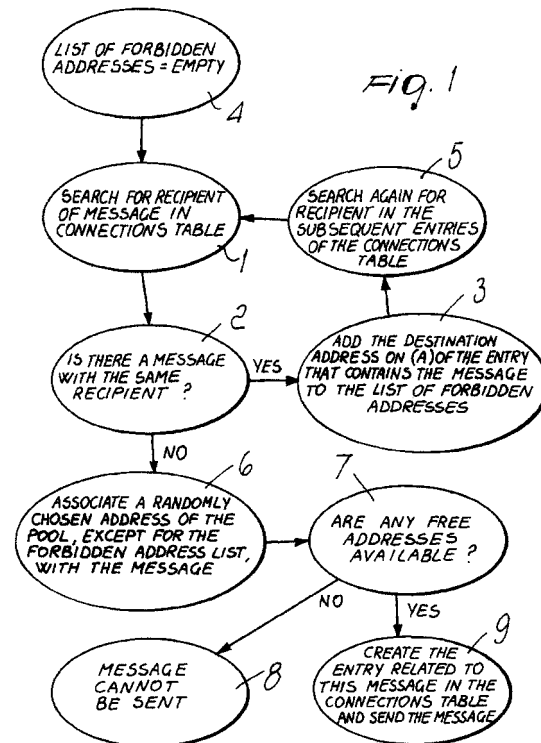 LIST OF FORBIDDEN
ADDRESSES = EMPTY
4
Fig. 1
SEARCH FOR RECIPIENT
OF MESSAGE IN
CONNECTIONS TABLE
1
5
SEARCH AGAIN FOR
RECIPIENT IN THE
SUBSEQUENT ENTRIES
OF THE CONNECTIONS
TABLE
2
IS THERE A MESSAGE
WITH THE SAME
RECIPIENT ?
YES
3
ADD THE DESTINATION
ADDRESS ON (A) OF THE ENTRY
THAT CONTAINS THE MESSAGE
TO THE LIST OF FORBIDDEN
ADDRESSES
NO
6
ASSOCIATE A RANDOMLY
CHOSEN ADDRESS OF THE
POOL, EXCEPT FOR THE
FORBIDDEN ADDRESS LIST,
WITH THE MESSAGE
7
ARE ANY FREE
ADDRESSES
AVAILABLE ?
NO
YES
MESSAGE
CANNOT
BE SENT
8
9
CREATE THE
ENTRY RELATED TO
THIS MESSAGE IN THE
CONNECTIONS TABLE
AND SEND THE MESSAGE